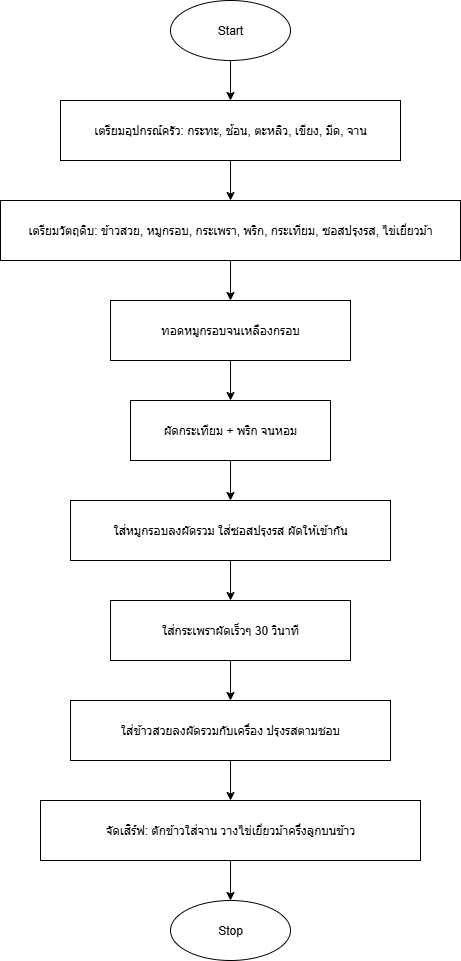 Start
เตรียมอุปกรณ์ครัว: กระทะ, ช้อน, ตะหลิว, เขียง, มีด, จาน
เตรียมวัตถุดิบ: ข้าวสวย, หมูกรอบ, กระเพรา, พริก, กระเทียม, ซอสปรุงรส, ไข่เยี่ยวม้า
ทอดหมูกรอบจนเหลืองกรอบ
ผัดกระเทียม + พริก จนหอม
ใส่หมูกรอบลงผัดรวม ใส่ซอสปรุงรส ผัดให้เข้ากัน
ใส่กระเพราผัดเร็วๆ 30 วินาที
ใส่ข้าวสวยลงผัดรวมกับเครื่อง ปรุงรสตามชอบ
จัดเสิร์ฟ: ตักข้าวใส่จาน วางไข่เยี่ยวม้าครึ่งลูกบนข้าว
Stop